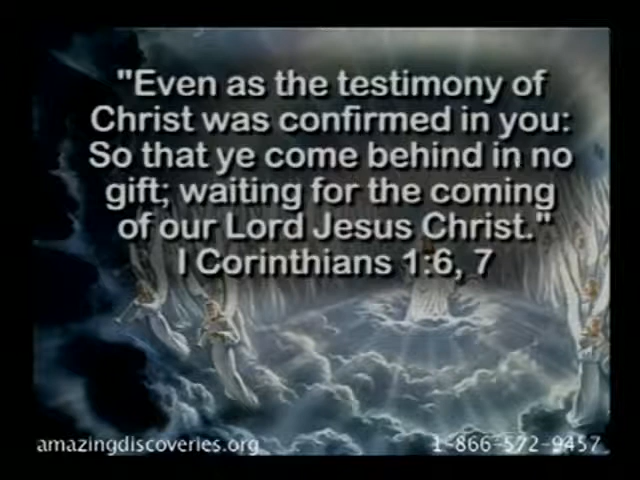 "Even as the testimony of
Christ was confirmed in you:
So that ye come behind in no
gift; waiting for the coming
of our Lord Jesus Christ."
I Corinthians 1:6, 7
amazingdiscoveries.org
1-866-572-9457